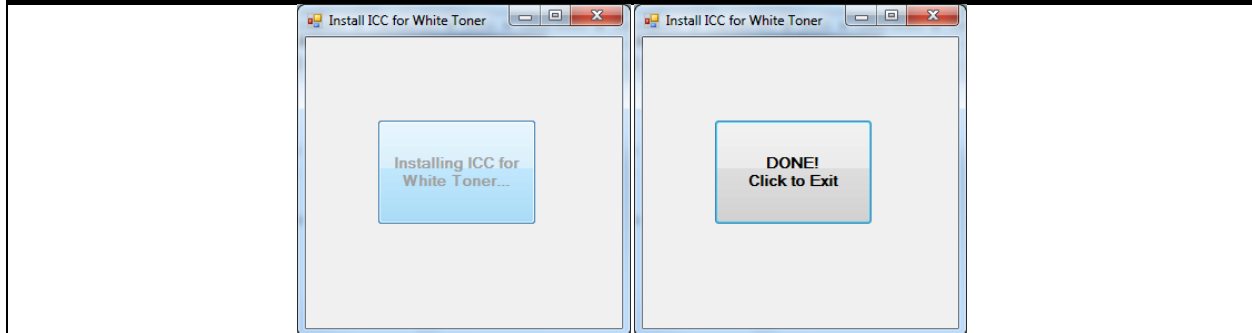 Install ICC for White Toner
Installing ICC for
White Toner...
Install ICC for White Toner
DONE!
Click to Exit